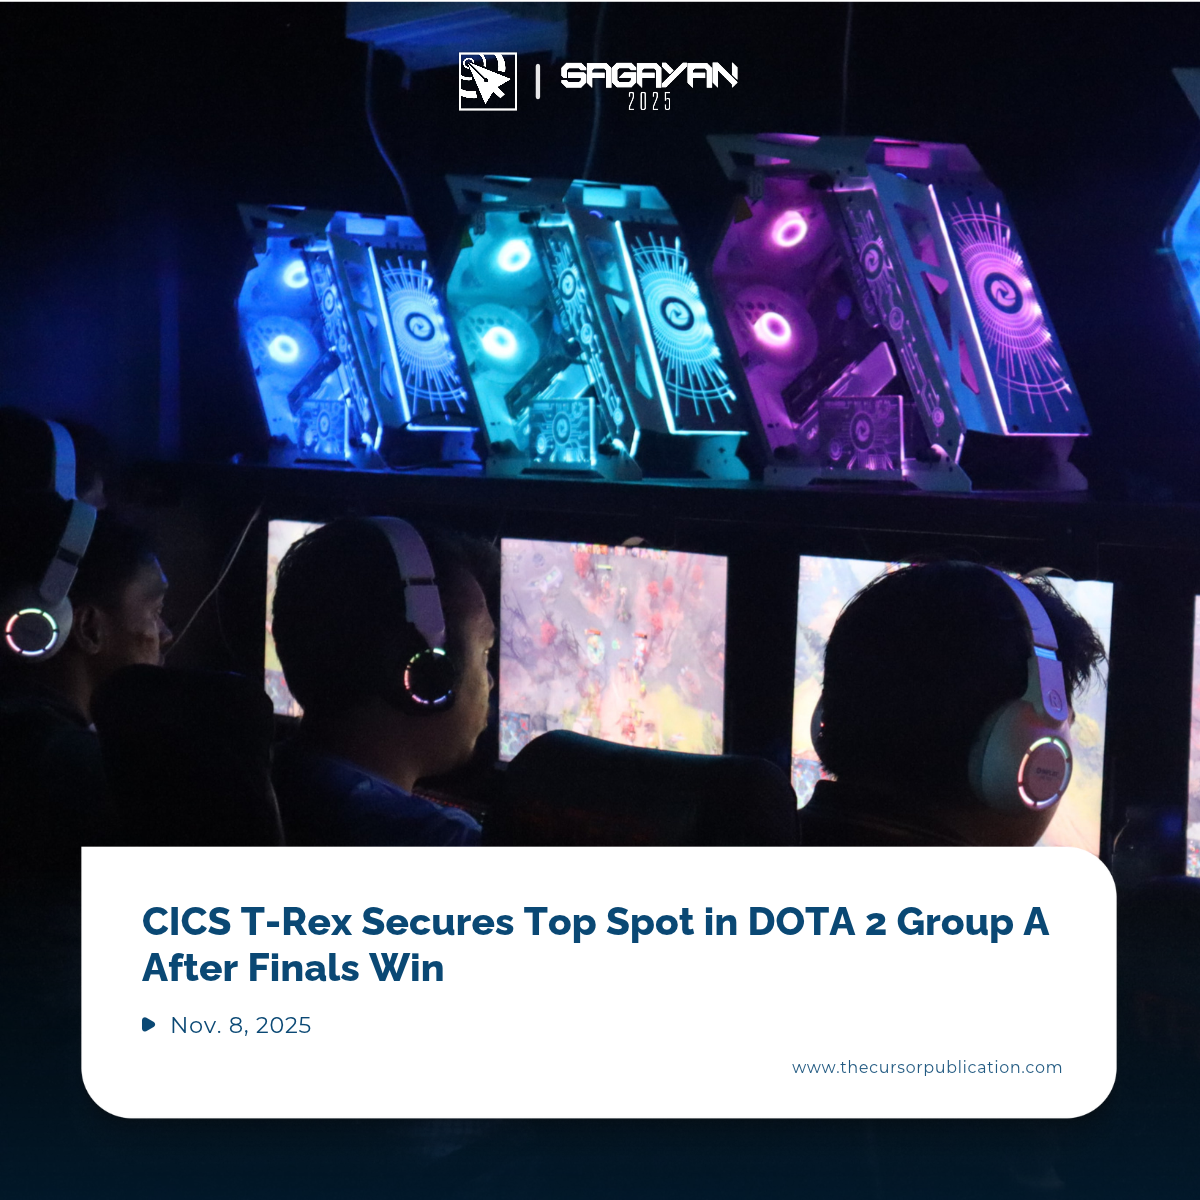 SAGAYAN
2025
CICS T-Rex Secures Top Spot in DOTA 2 Group A
After Finals Win
Nov. 8, 2025
www.thecursorpublication.com